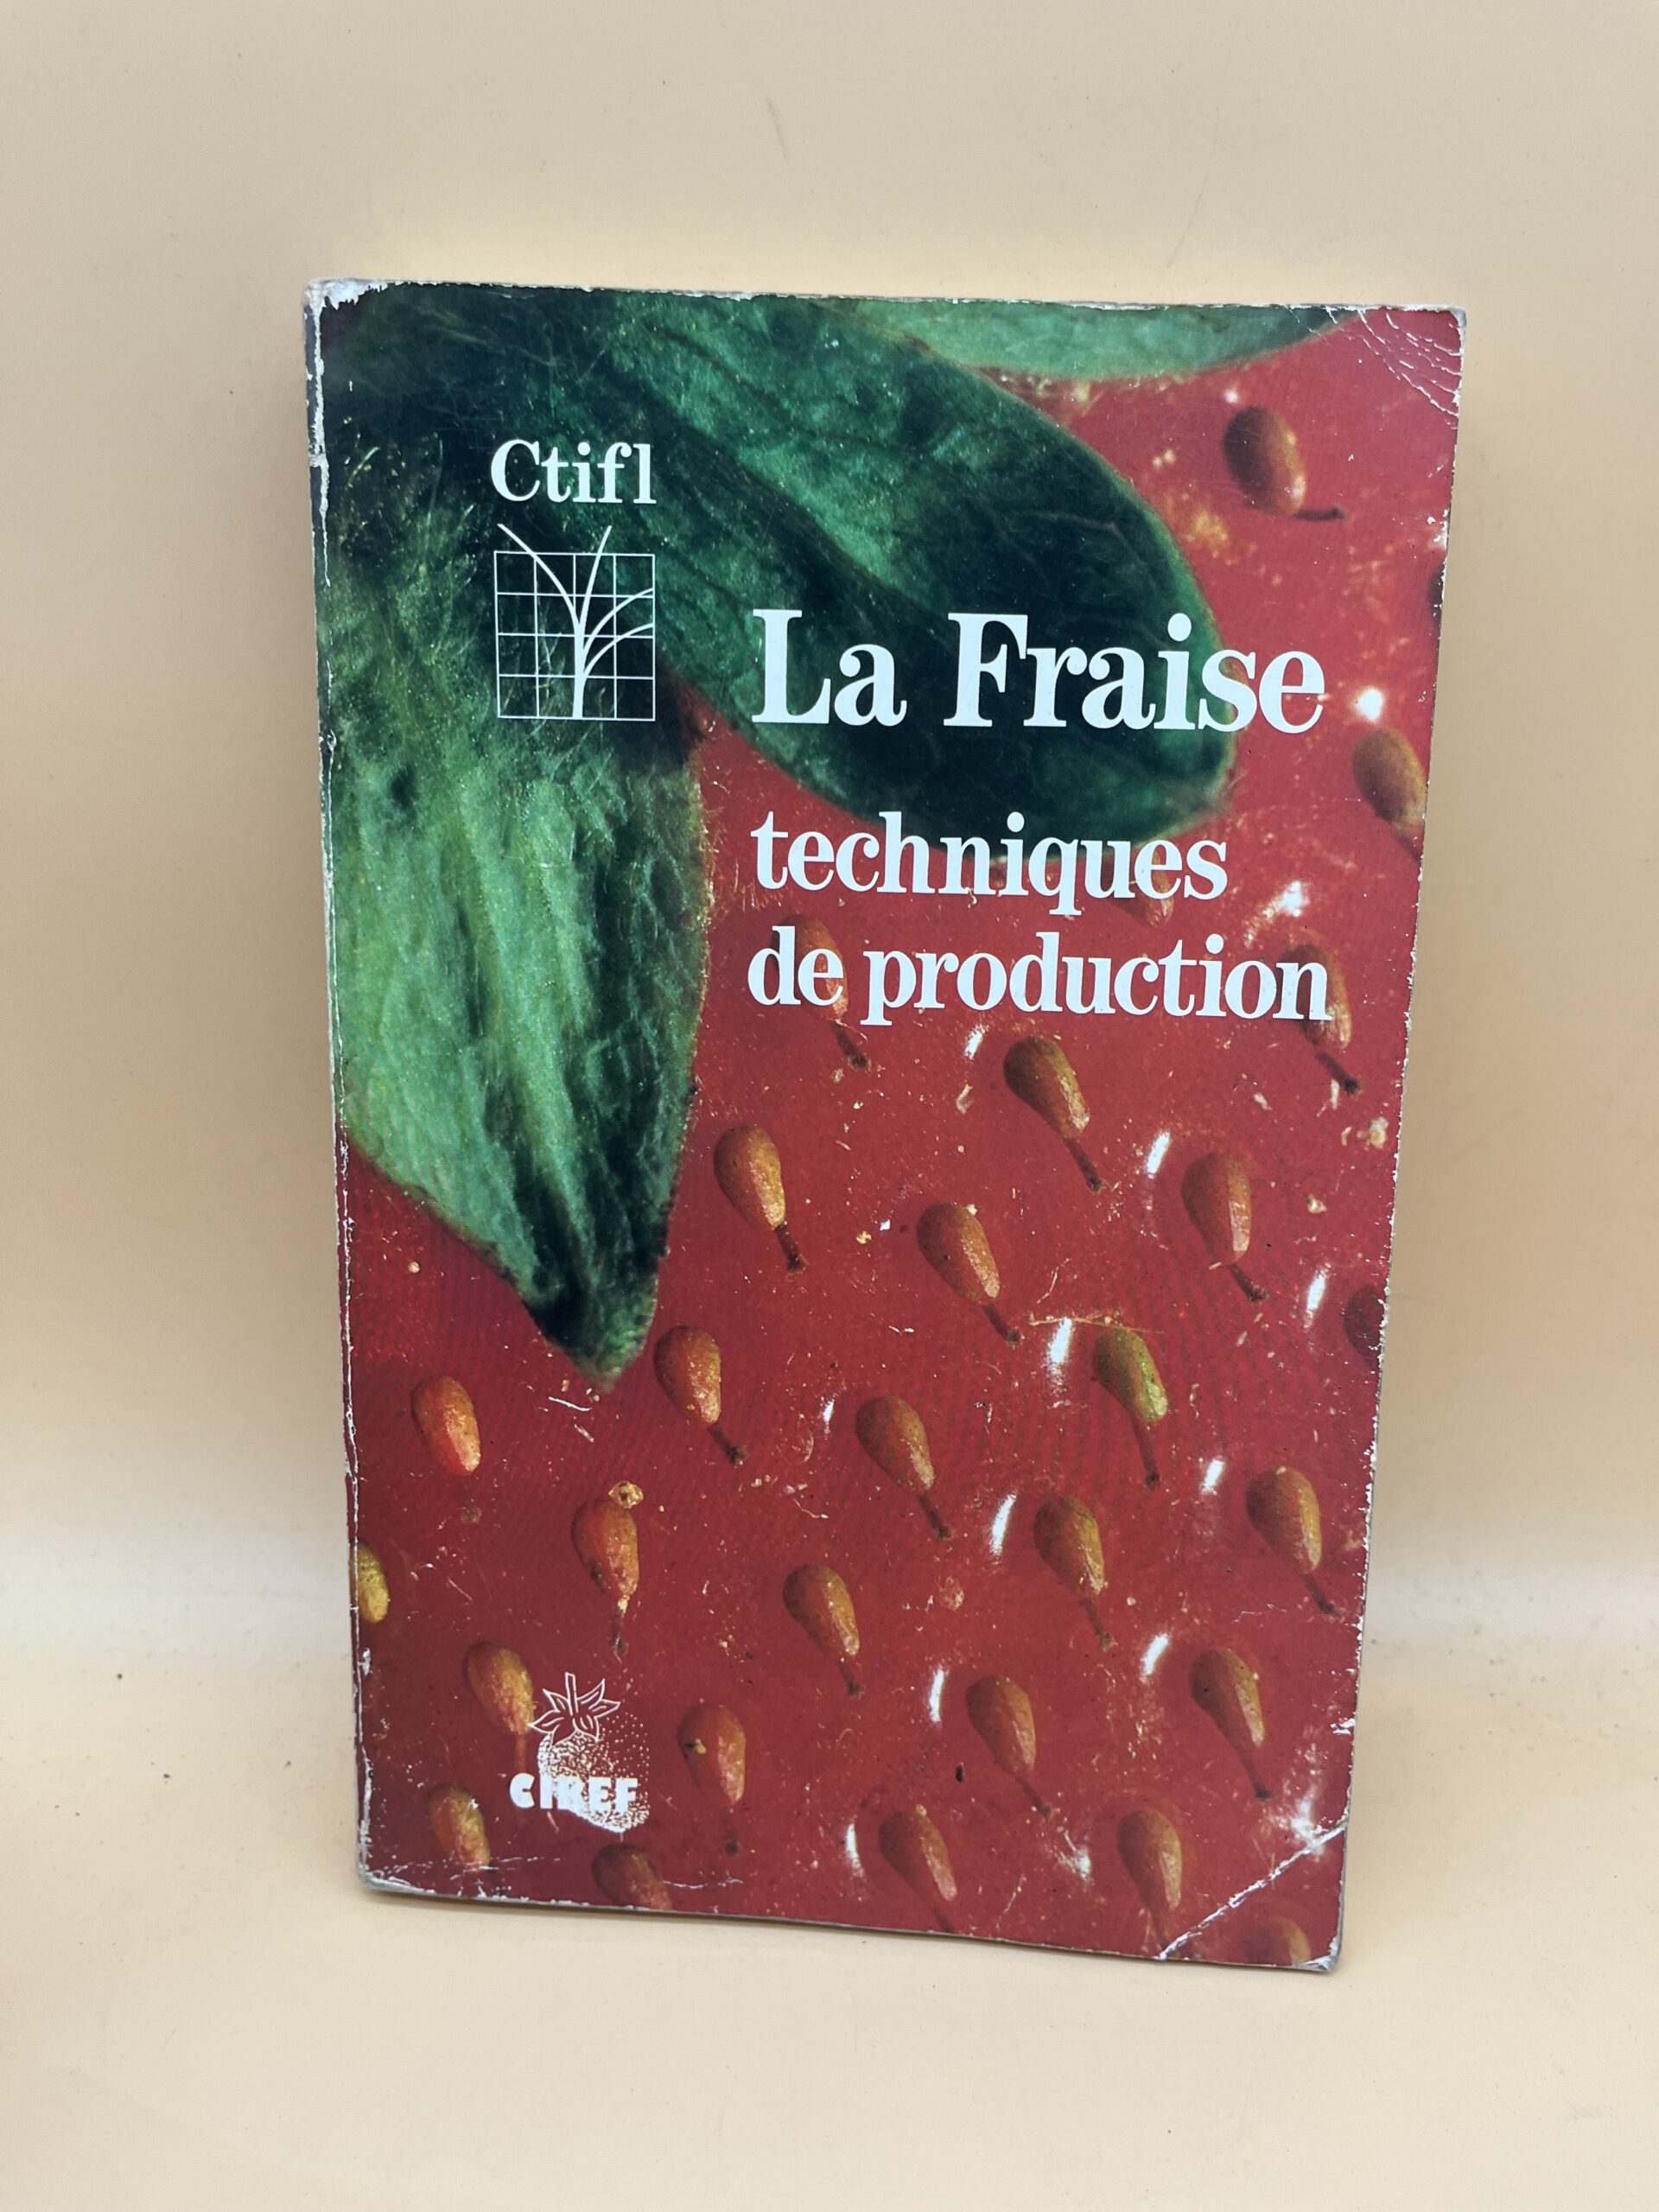 Ctifl
La Fraise
techniques
de production
CIREF